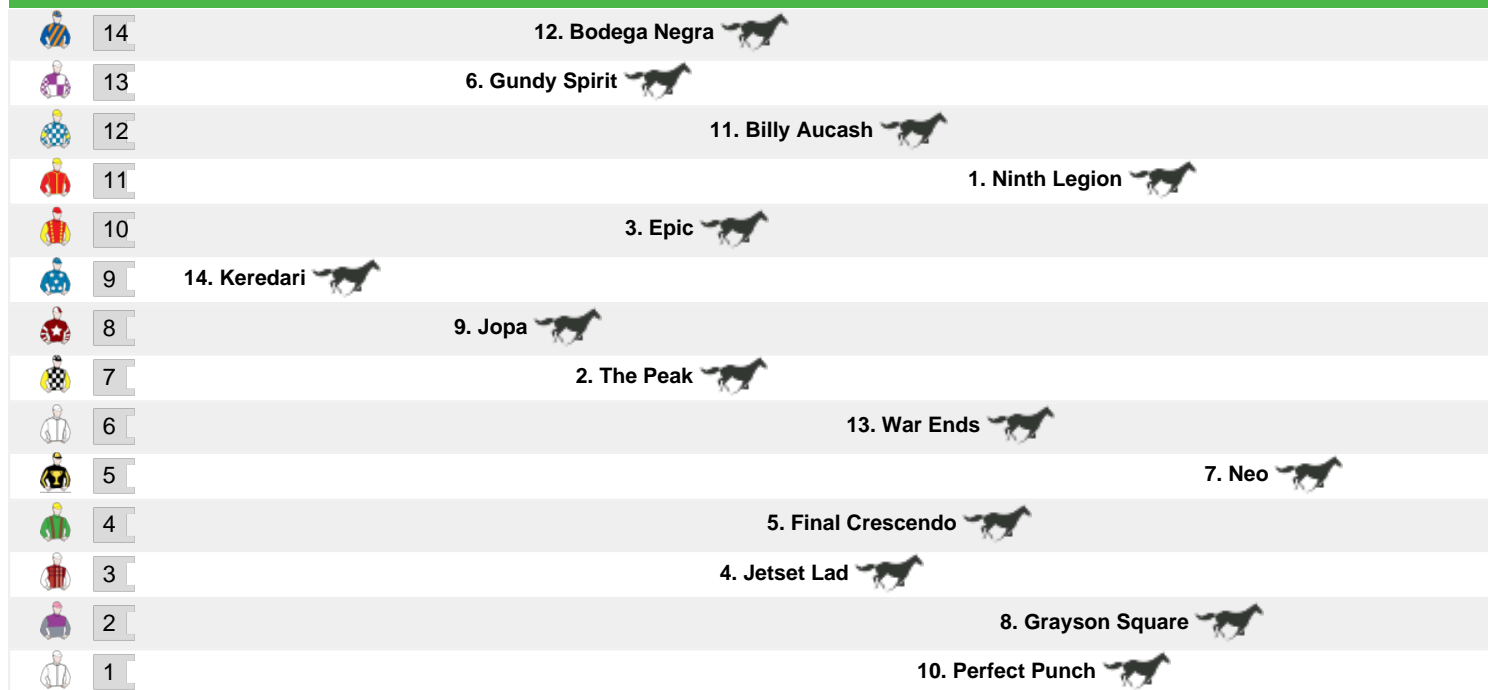 14 12. Bodega Negra
13 6. Gundy Spirit
12 11. Billy Aucash
11 1. Ninth Legion
10 3. Epic
9 14. Keredari
8 9. Jopa
7 2. The Peak
6 13. War Ends
5 7. Neo
4 5. Final Crescendo
3 4. Jetset Lad
2 8. Grayson Square
1 10. Perfect Punch